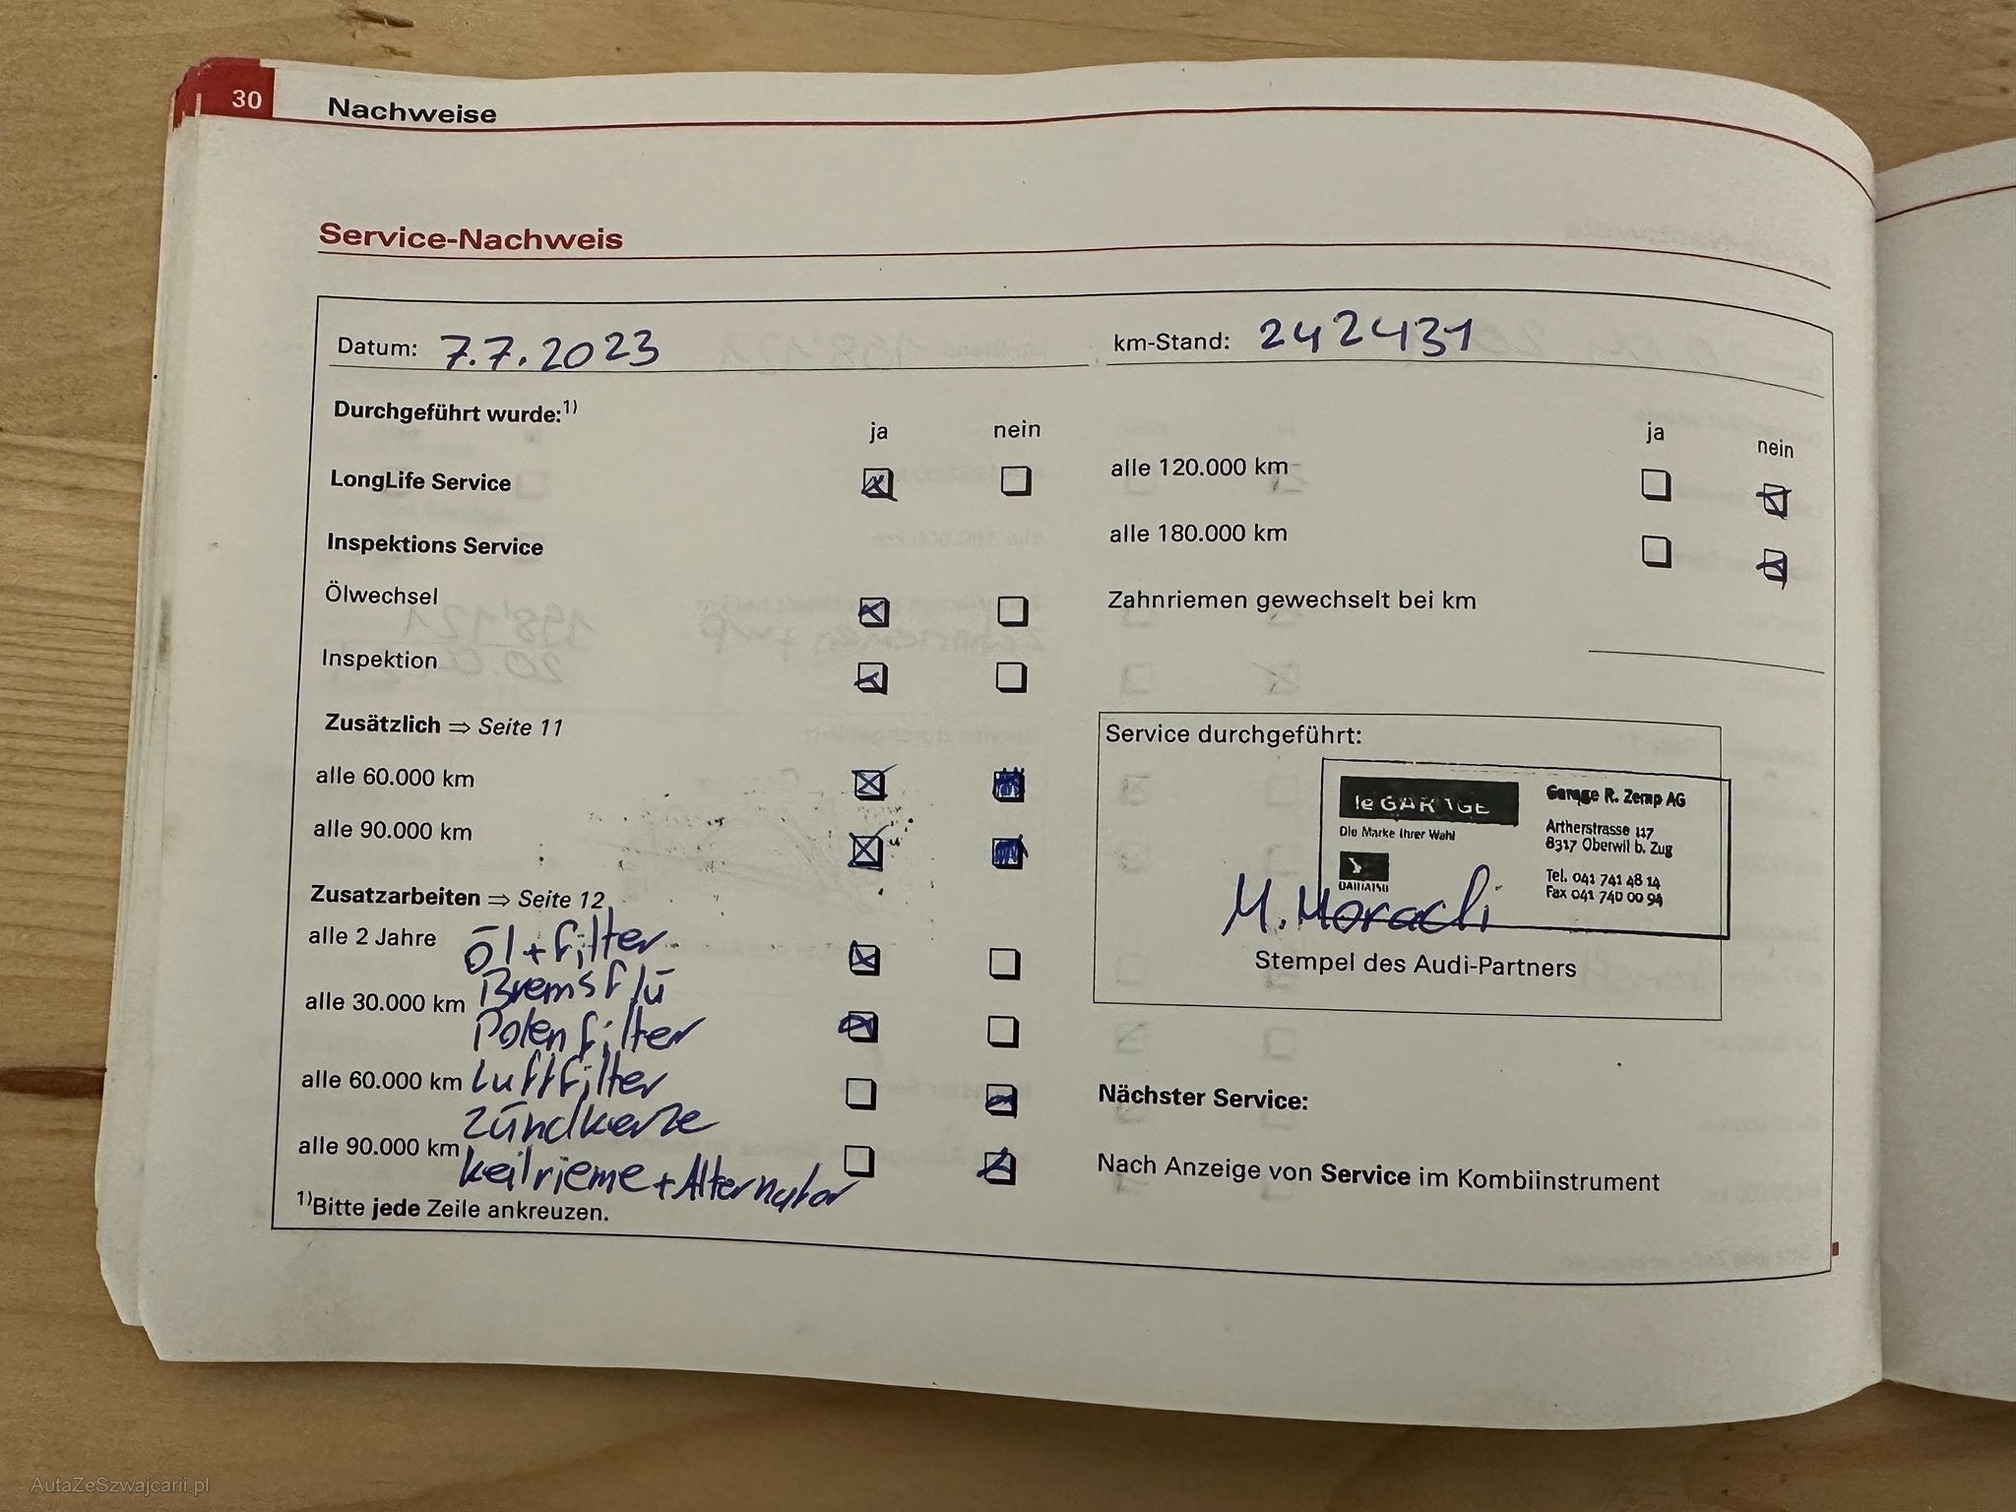 30 Nachweise
Service-Nachweis
Datum: 7.7.2023
km-Stand: 242431
Durchgeführt wurde:1)
ja nein
LongLife Service
Inspektions Service
Ölwechsel
Inspektion
Zusätzlich ⇒ Seite 11
alle 60.000 km
alle 90.000 km
Zusatzarbeiten ⇒ Seite 12
alle 2 Jahre öl + filter
Bremsflü
alle 30.000 km
Polenfilter
alle 60.000 km Luftfilter
Zündkerze
alle 90.000 km
keilrieme + Alternator
1)Bitte jede Zeile ankreuzen.
ja nein
alle 120.000 km
alle 180.000 km
Zahnriemen gewechselt bei km
Service durchgeführt:
le GARAGE
Die Marke Ihrer Wahl
DAIHATSU
Garage R. Zemp AG
Artherstrasse 117
8317 Oberwil b. Zug
Tel. 041 741 48 14
Fax 041 740 00 94
Stempel des Audi-Partners
Nächster Service:
Nach Anzeige von Service im Kombiinstrument
AutaZeSzwajcarii.pl